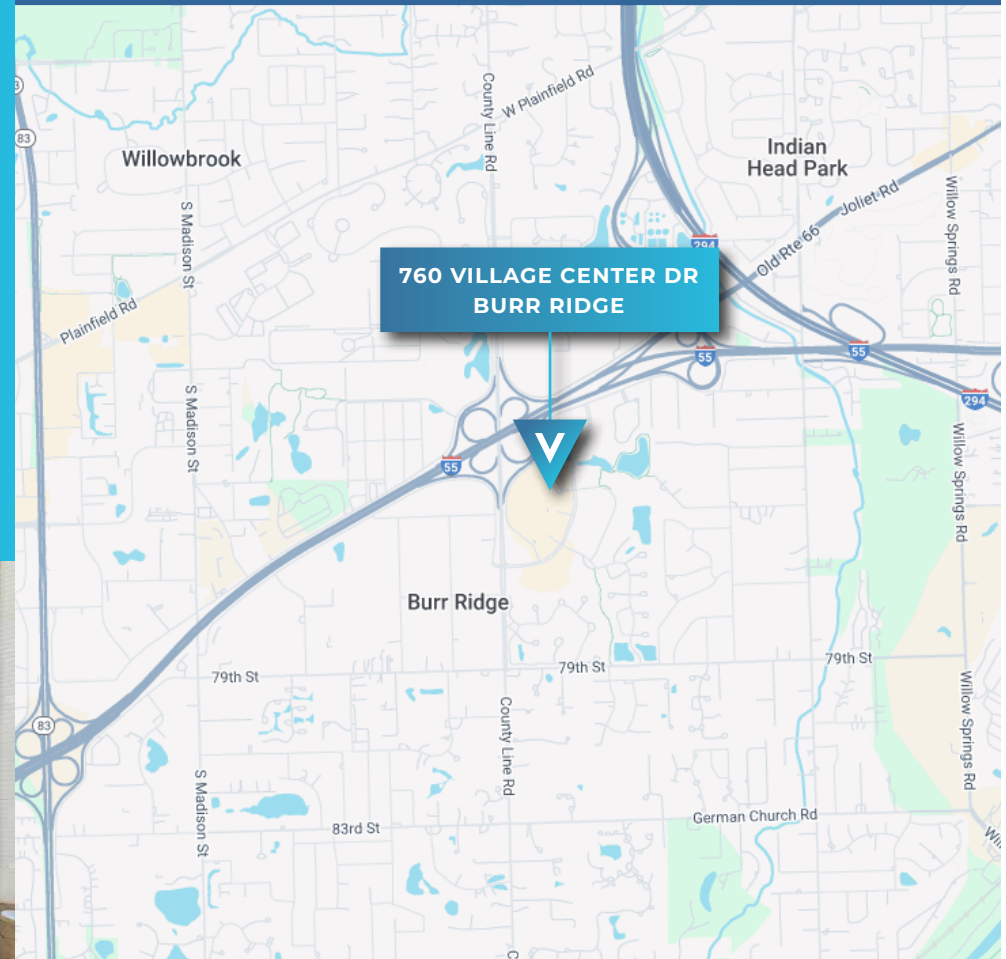 County Line Rd
W Plainfield Rd
83
Willowbrook
Indian
Head Park
Joliet Rd
Willow Springs Rd
S Madison St
Old Rte 66
294
760 VILLAGE CENTER DR
BURR RIDGE
Plainfield Rd
55
55
294
S Madison St
V
55
Willow Springs Rd
Burr Ridge
79th St
79th St
79th St
Willow Springs Rd
County Line Rd
83
S Madison St
83rd St
German Church Rd